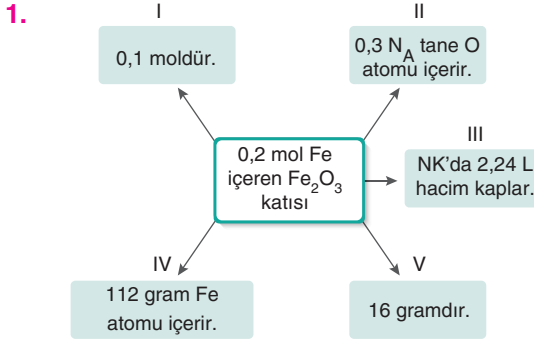 1.
I
0,1 moldür.
II
0,3 N_A tane O
atomu içerir.
0,2 mol Fe
içeren Fe₂O₃
katısı
III
NK'da 2,24 L
hacim kaplar.
IV
112 gram Fe
atomu içerir.
V
16 gramdır.